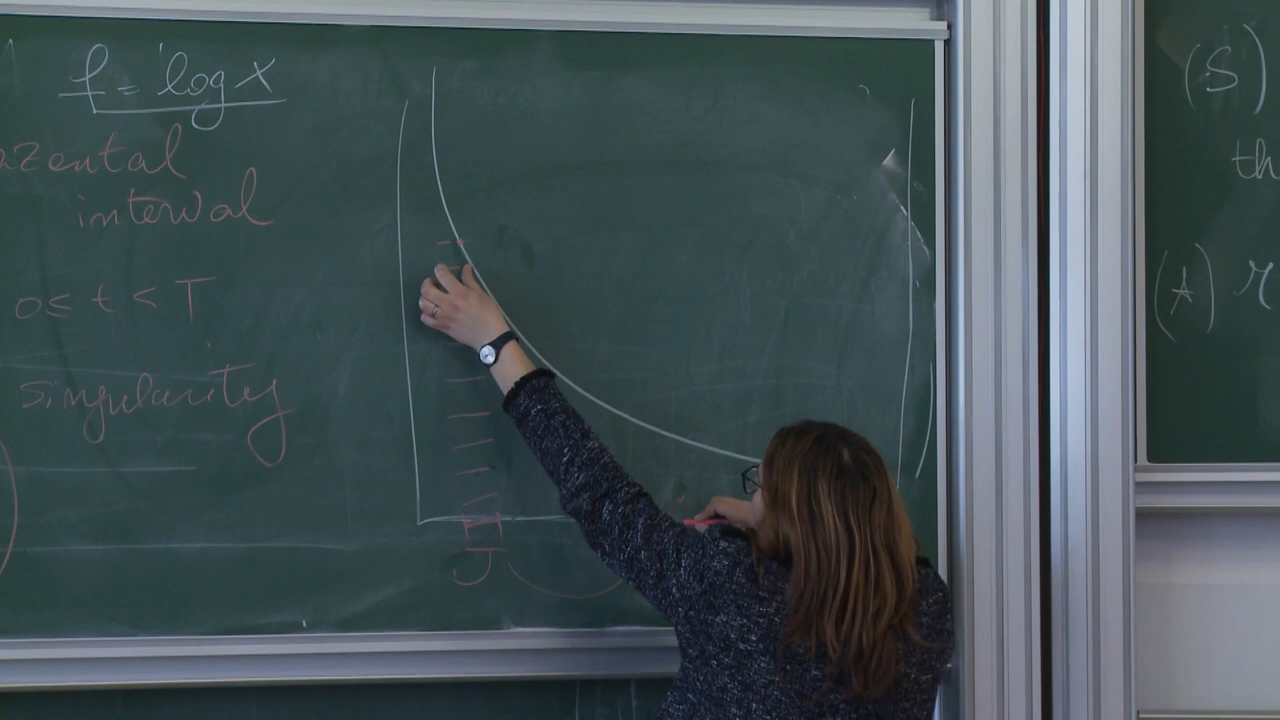 f = log x
azental
interval
0 ≤ t < T
singularity
J
(S)
th
(A) r